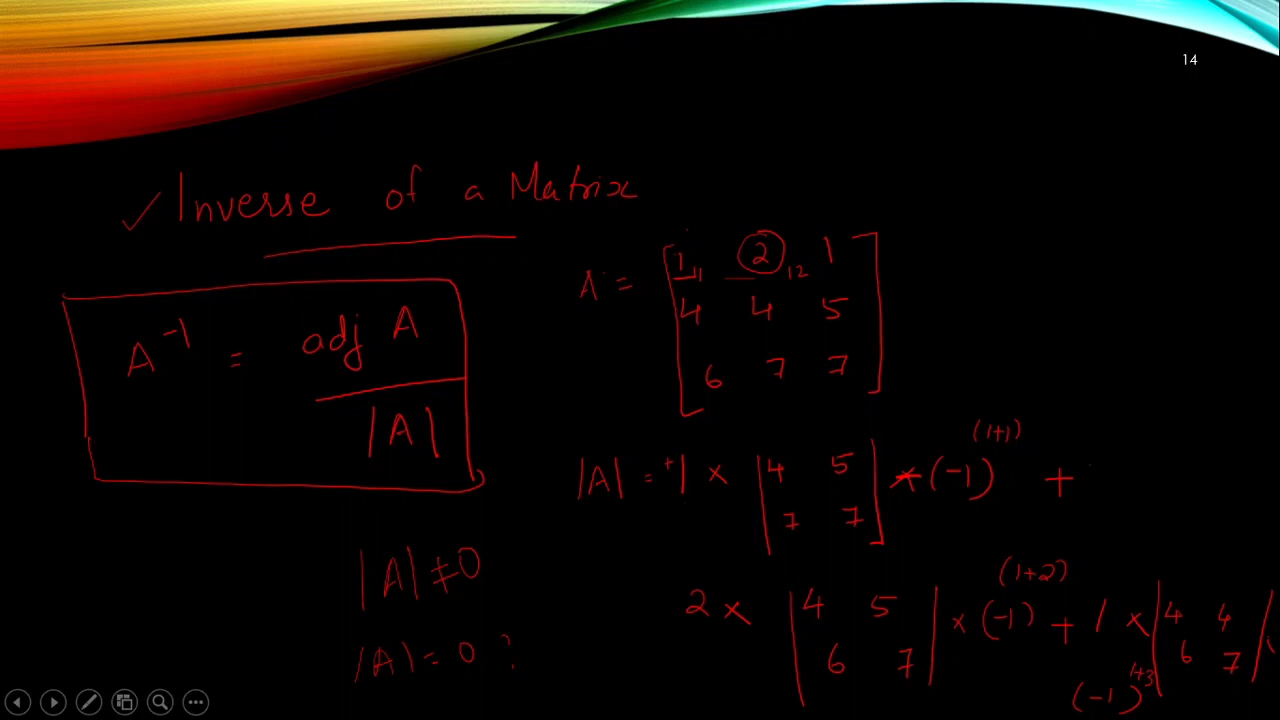 14
✓ Inverse of a Matrix
A⁻¹ = adj A / |A|
A = [ 1₁₁ 2₁₂ 1
4 4 5
6 7 7 ]
|A| = +1 × | 4 5
7 7 | * (-1)^(1+1) +
2 × | 4 5
6 7 | × (-1)^(1+2) + 1 × | 4 4
6 7 |
(-1)^1+3
|A| ≠ 0
|A| = 0 ?